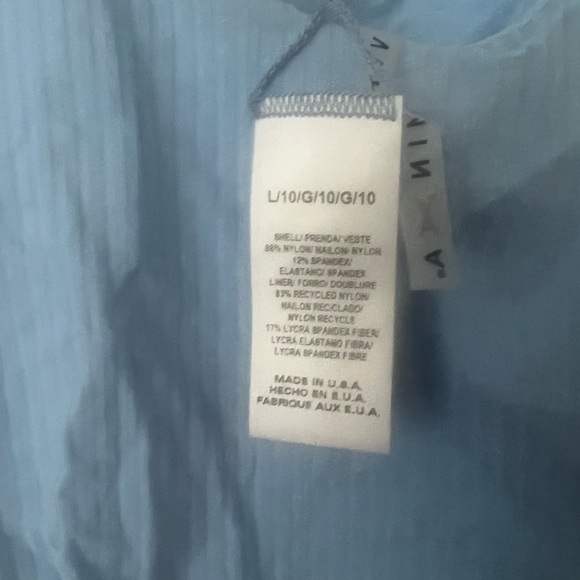 L/10/G/10/G/10
SHELL/ PRENDA/ VESTE
88% NYLON/ NAILON/ NYLON
12% SPANDEX/
ELASTANO/ SPANDEX
LINER/ FORRO/ DOUBLURE
83% RECYCLED NYLON/
NAILON RECICLADO/
NYLON RECYCLE
17% LYCRA SPANDEX FIBER/
LYCRA ELASTANO FIBRA/
LYCRA SPANDEX FIBRE
MADE IN U.S.A.
HECHO EN E.U.A.
FABRIQUE AUX E.U.A.